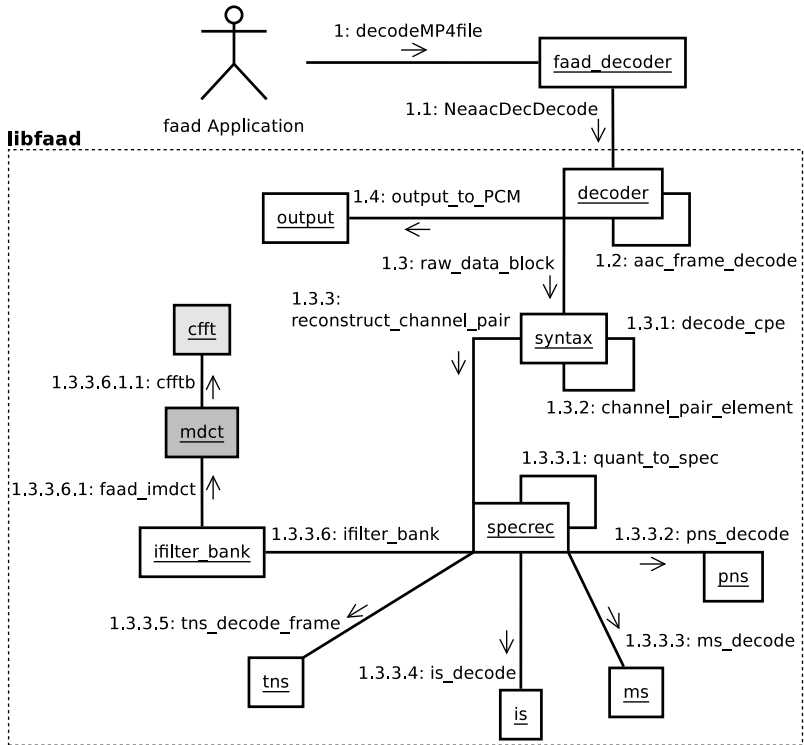 1: decodeMP4file
faad_decoder
faad Application
1.1: NeaacDecDecode
libfaad
decoder
1.4: output_to_PCM
output
1.2: aac_frame_decode
1.3: raw_data_block
1.3.3:
reconstruct_channel_pair
cfft
syntax
1.3.1: decode_cpe
1.3.3.6.1.1: cfftb
1.3.2: channel_pair_element
mdct
1.3.3.1: quant_to_spec
1.3.3.6.1: faad_imdct
specrec
1.3.3.6: ifilter_bank
1.3.3.2: pns_decode
ifilter_bank
pns
1.3.3.5: tns_decode_frame
1.3.3.3: ms_decode
1.3.3.4: is_decode
tns
ms
is